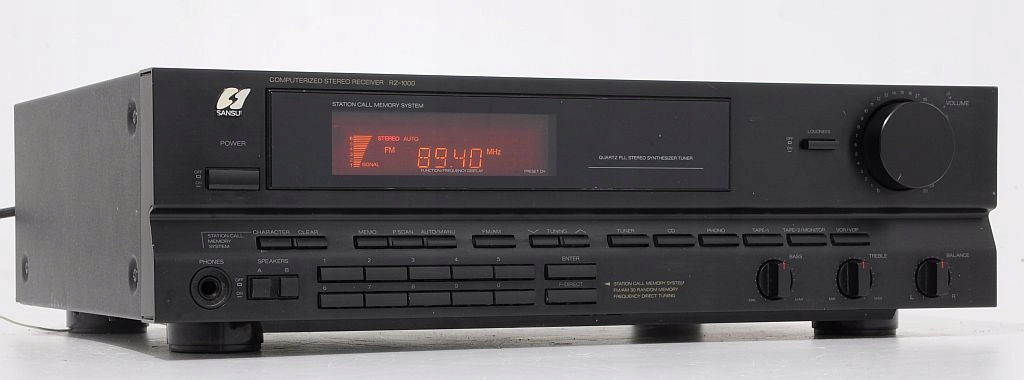 COMPUTERIZED STEREO RECEIVER RZ-1000
SANSUI
STATION CALL MEMORY SYSTEM
STEREO AUTO
FM 89.40 MHz
SIGNAL
FUNCTION/FREQUENCY DISPLAY
PRESET CH
QUARTZ PLL STEREO SYNTHESIZER TUNER
VOLUME
LOUDNESS
POWER
STATION CALL
MEMORY
SYSTEM
CHARACTER CLEAR
MEMO P.SCAN AUTO/MANU
FM/AM
TUNING
TUNER CD PHONO TAPE-1 TAPE-2/MONITOR VCR/VDP
PHONES
SPEAKERS
A B
1 2 3 4 5
6 7 8 9 0
ENTER
F-DIRECT
STATION CALL MEMORY SYSTEM
FM/AM 30 RANDOM MEMORY
FREQUENCY DIRECT TUNING
BASS TREBLE BALANCE
MIN MAX MIN MAX L R